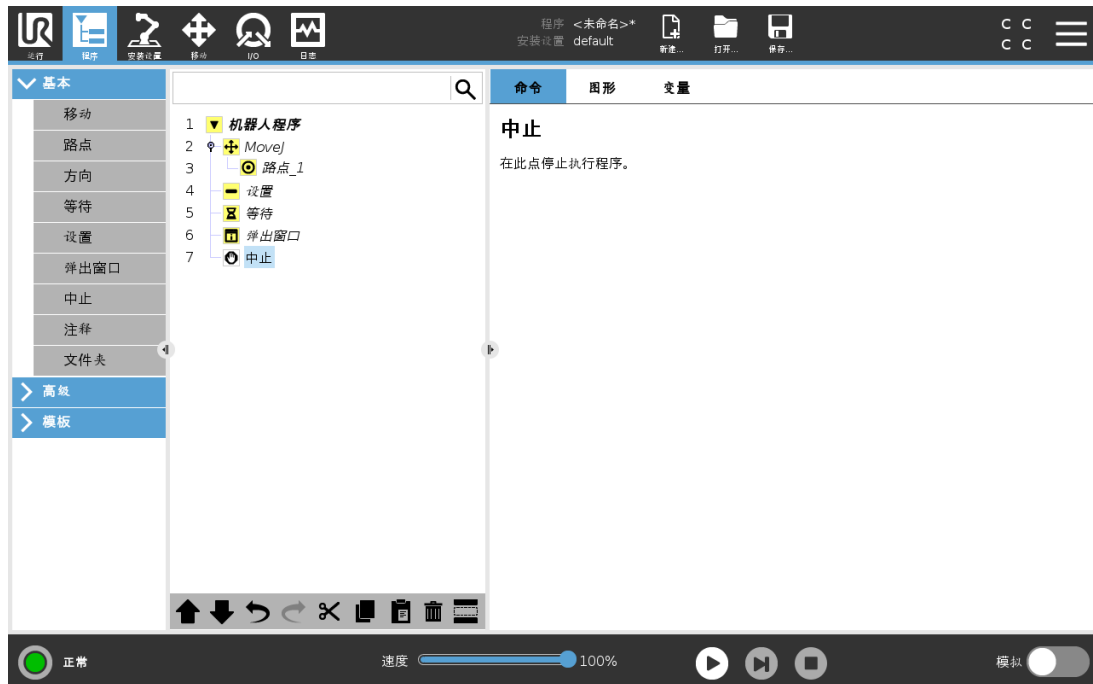 程序 <未命名>*
安装设置 default
运行 程序 安装设置 移动 I/O 日志 新建... 打开... 保存...
C C
C C
基本
移动
路点
方向
等待
设置
弹出窗口
中止
注释
文件夹
高级
模板
1 机器人程序
2 MoveJ
3 路点_1
4 设置
5 等待
6 弹出窗口
7 中止
命令 图形 变量
中止
在此点停止执行程序。
正常
速度 100%
模拟